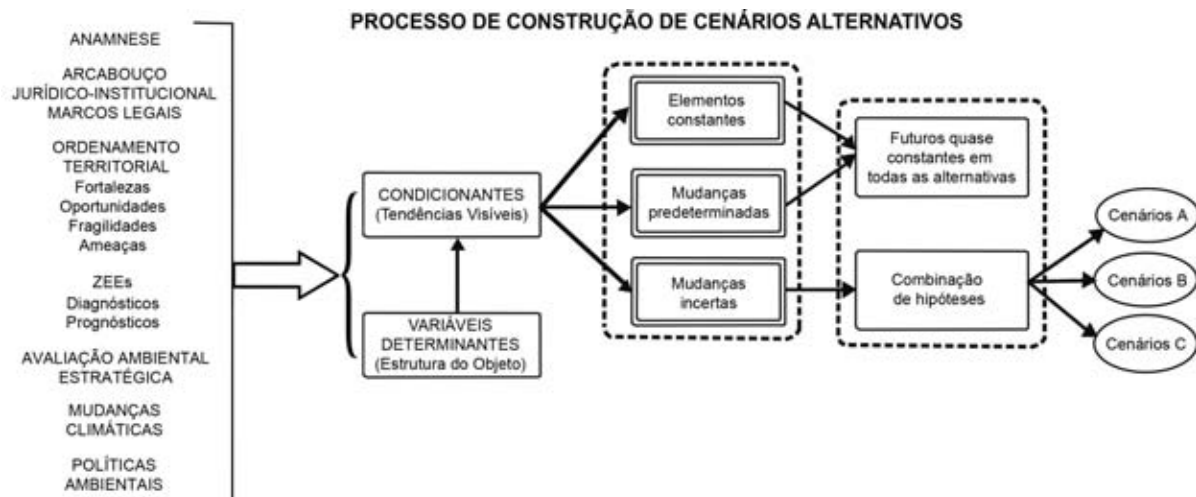 PROCESSO DE CONSTRUÇÃO DE CENÁRIOS ALTERNATIVOS
ANAMNESE
ARCABOUÇO
JURÍDICO-INSTITUCIONAL
MARCOS LEGAIS
ORDENAMENTO
TERRITORIAL
Fortalezas
Oportunidades
Fragilidades
Ameaças
ZEEs
Diagnósticos
Prognósticos
AVALIAÇÃO AMBIENTAL
ESTRATÉGICA
MUDANÇAS
CLIMÁTICAS
POLÍTICAS
AMBIENTAIS
CONDICIONANTES
(Tendências Visíveis)
VARIÁVEIS
DETERMINANTES
(Estrutura do Objeto)
Elementos
constantes
Mudanças
predeterminadas
Mudanças
incertas
Futuros quase
constantes em
todas as alternativas
Combinação
de hipóteses
Cenários A
Cenários B
Cenários C